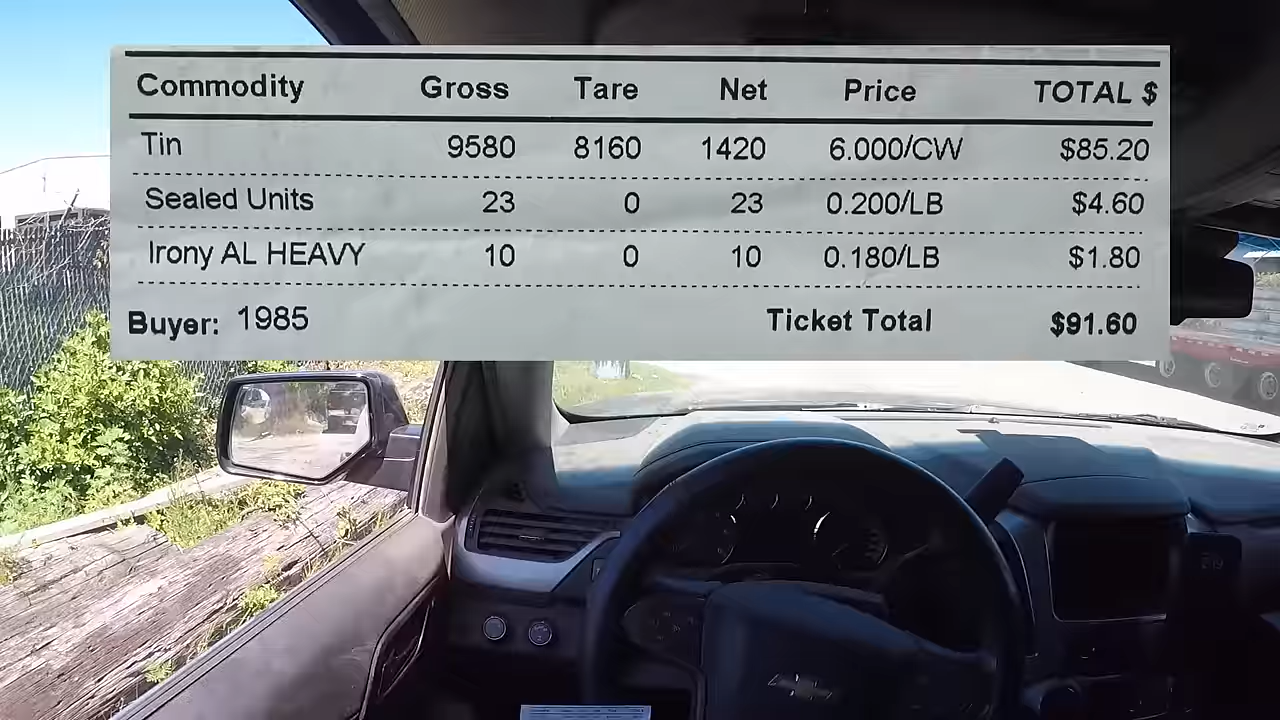 Commodity Gross Tare Net Price TOTAL $
Tin 9580 8160 1420 6.000/CW $85.20
Sealed Units 23 0 23 0.200/LB $4.60
Irony AL HEAVY 10 0 10 0.180/LB $1.80
Buyer: 1985 Ticket Total $91.60